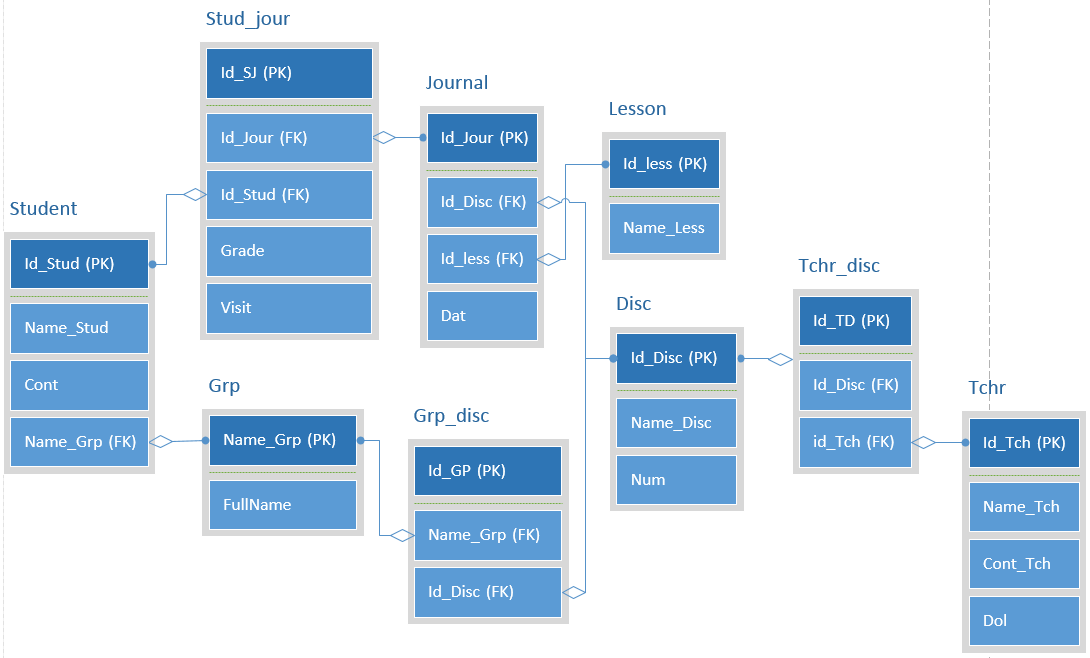 Stud_jour
Id_SJ (PK)
Id_Jour (FK)
Id_Stud (FK)
Grade
Visit
Journal
Id_Jour (PK)
Id_Disc (FK)
Id_less (FK)
Dat
Lesson
Id_less (PK)
Name_Less
Student
Id_Stud (PK)
Name_Stud
Cont
Name_Grp (FK)
Grp
Name_Grp (PK)
FullName
Grp_disc
Id_GP (PK)
Name_Grp (FK)
Id_Disc (FK)
Disc
Id_Disc (PK)
Name_Disc
Num
Tchr_disc
Id_TD (PK)
Id_Disc (FK)
id_Tch (FK)
Tchr
Id_Tch (PK)
Name_Tch
Cont_Tch
Dol